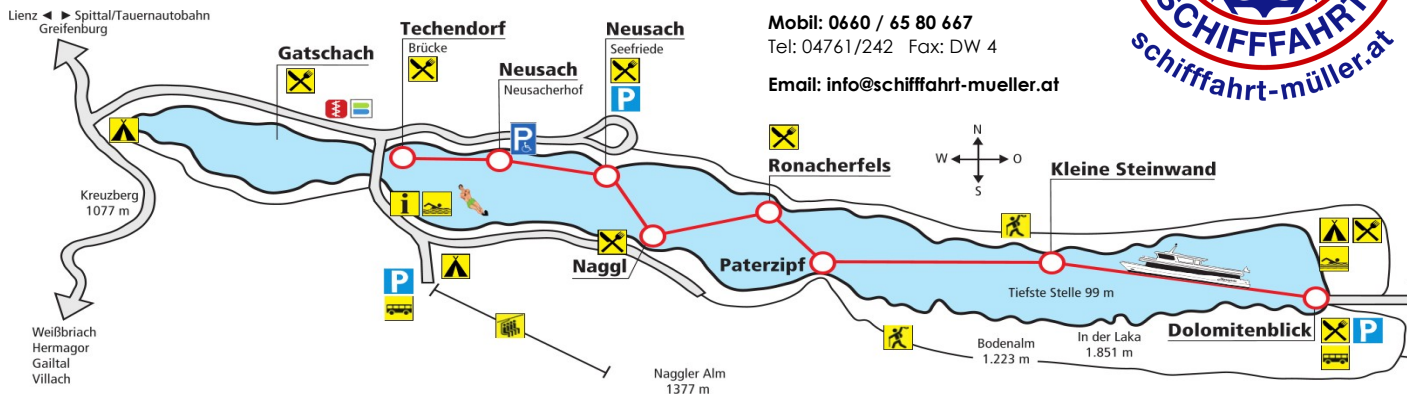 Lienz ◄ ► Spittal/Tauernautobahn
Greifenburg
Gatschach
Techendorf
Brücke
Neusach
Neusacherhof
Neusach
Seefriede
P
P
Mobil: 0660 / 65 80 667
Tel: 04761/242 Fax: DW 4
Email: info@schifffahrt-mueller.at
SCHIFFFAHRT
schifffahrt-müller.at
N
W
O
S
Ronacherfels
Kleine Steinwand
Kreuzberg
1077 m
i
Naggl
Paterzipf
Tiefste Stelle 99 m
P
Dolomitenblick
P
Weißbriach
Hermagor
Gailtal
Villach
Bodenalm
1.223 m
In der Laka
1.851 m
Naggler Alm
1377 m